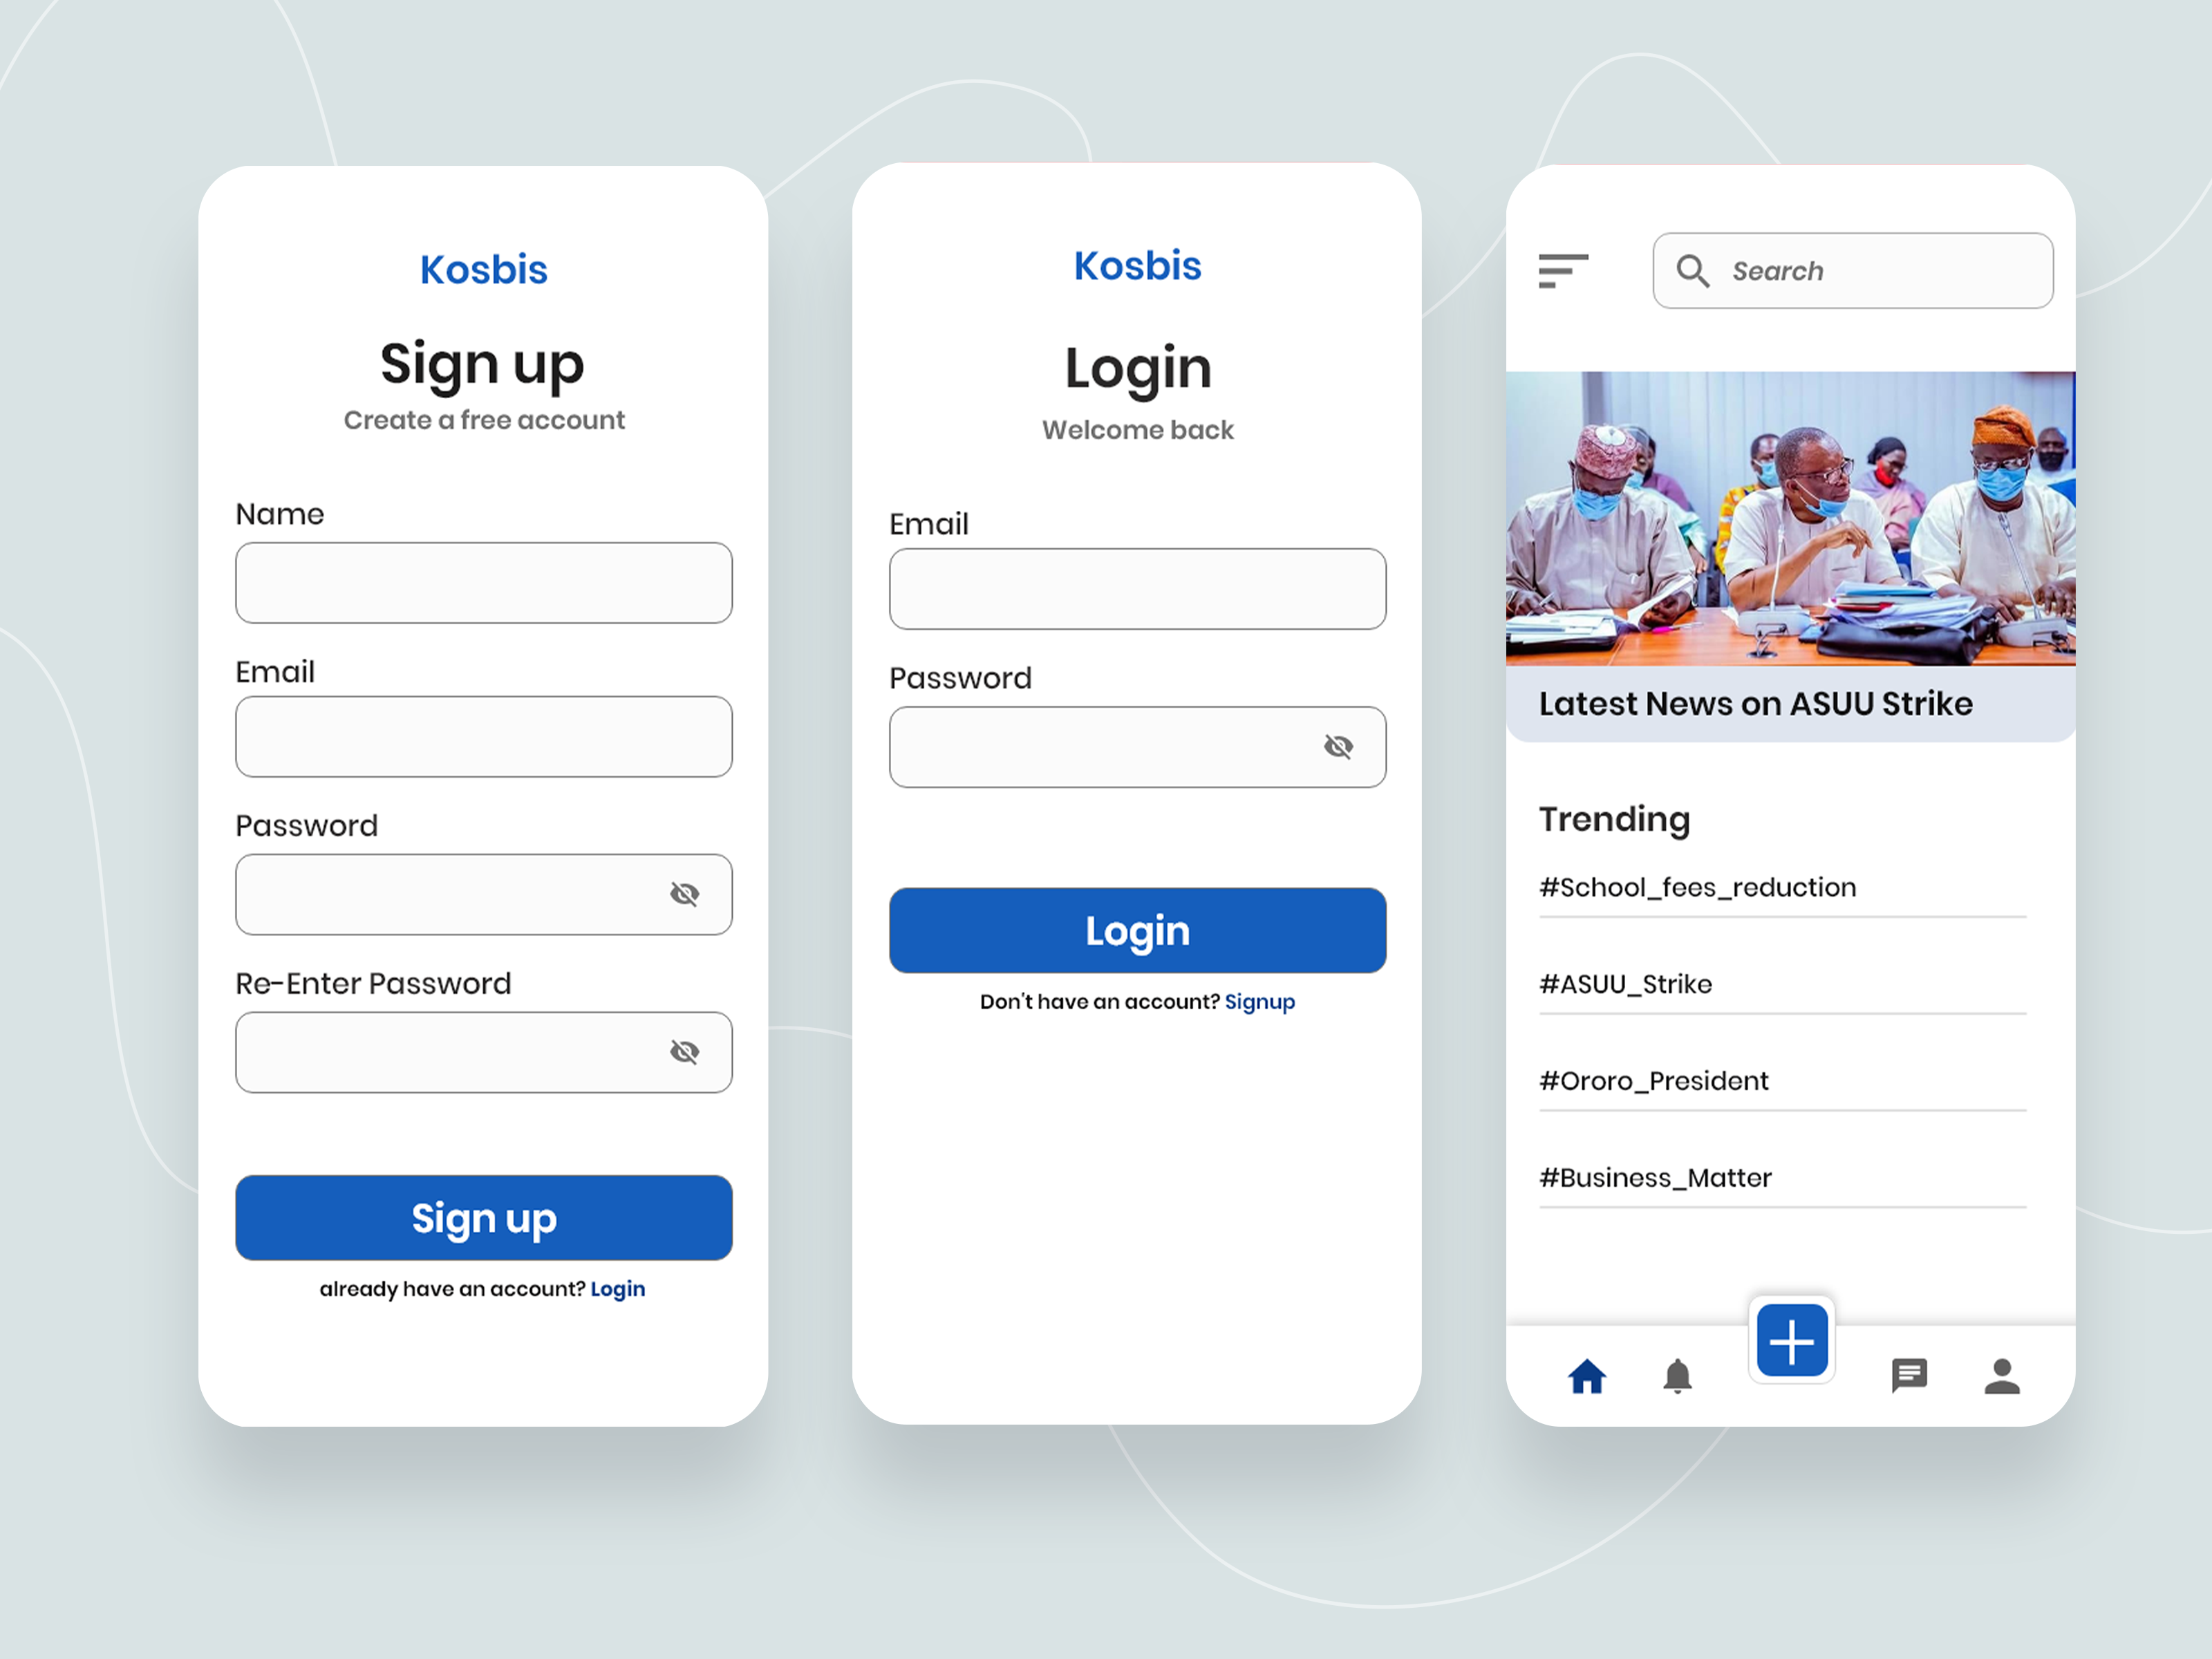 Kosbis
Sign up
Create a free account
Name
Email
Password
Re-Enter Password
Sign up
already have an account? Login
Kosbis
Login
Welcome back
Email
Password
Login
Don't have an account? Signup
Search
Latest News on ASUU Strike
Trending
#School_fees_reduction
#ASUU_Strike
#Ororo_President
#Business_Matter